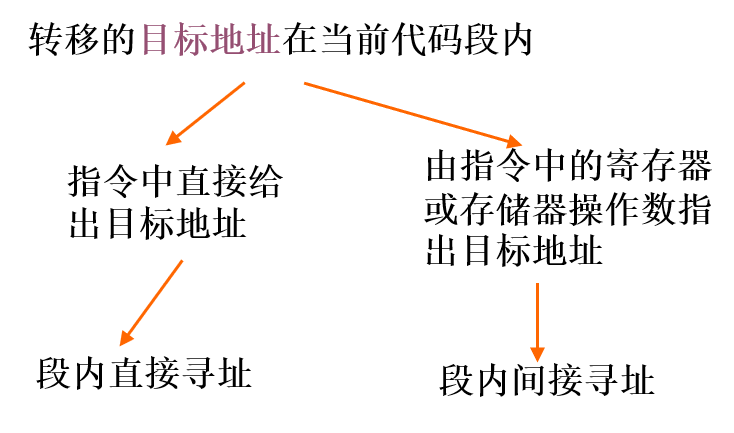 转移的目标地址在当前代码段内
指令中直接给
出目标地址
由指令中的寄存器
或存储器操作数指
出目标地址
段内直接寻址
段内间接寻址